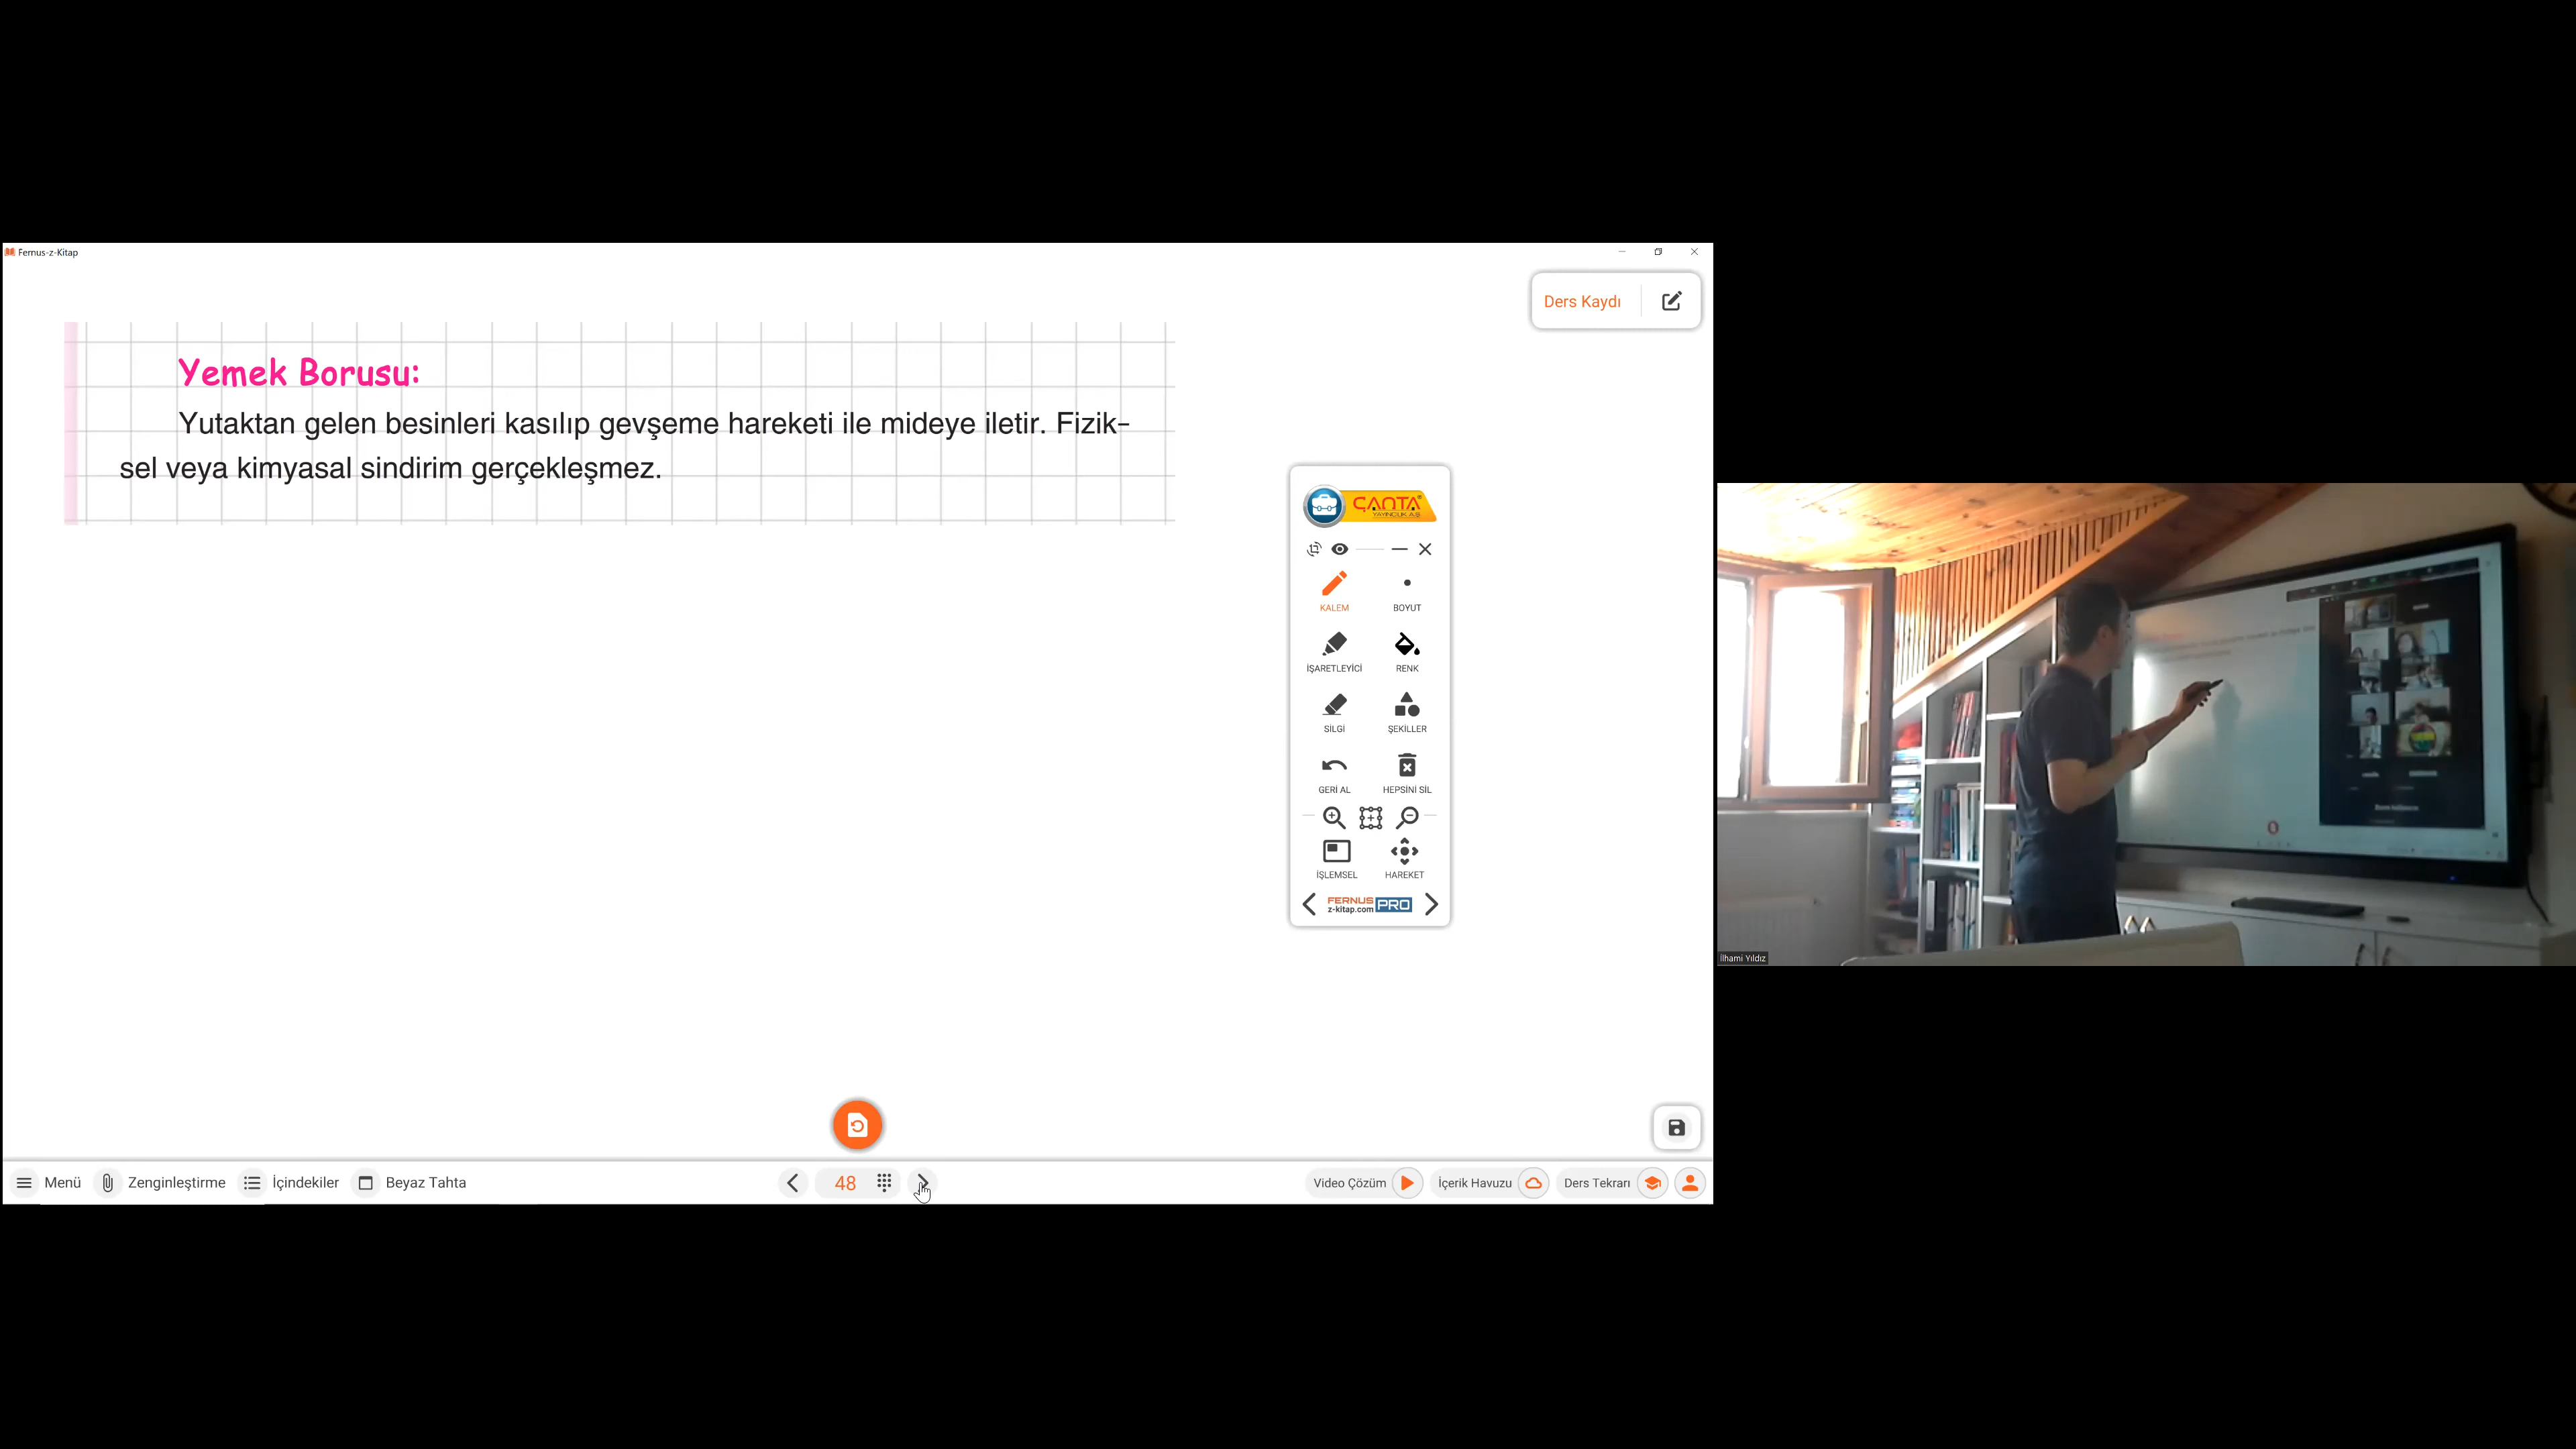 Fernus-z-Kitap
Ders Kaydı
Yemek Borusu:
Yutaktan gelen besinleri kasılıp gevşeme hareketi ile mideye iletir. Fizik-
sel veya kimyasal sindirim gerçekleşmez.
ÇANTA
YAYINCILIK A.Ş.
KALEM
BOYUT
İŞARETLEYİCİ
RENK
SİLGİ
ŞEKİLLER
GERİ AL
HEPSİNİ SİL
İŞLEMSEL
HAREKET
FERNUS
z-kitap.com PRO
İlhami Yıldız
Menü
Zenginleştirme
İçindekiler
Beyaz Tahta
48
Video Çözüm
İçerik Havuzu
Ders Tekrarı